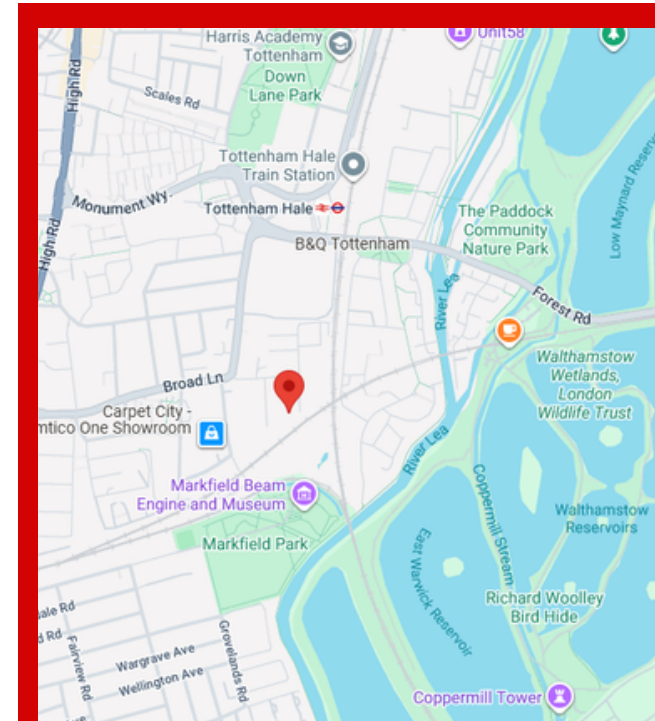 Harris Academy
Tottenham
Unit58
High Rd
Scales Rd
Down
Lane Park
Tottenham Hale
Train Station
Monument Wy.
Tottenham Hale
High Rd
B&Q Tottenham
The Paddock
Community
Nature Park
Low Maynard Reserv
River Lea
Forest Rd
Walthamstow
Wetlands,
London
Wildlife Trust
Broad Ln
Carpet City -
mtico One Showroom
River Lea
Markfield Beam
Engine and Museum
Coppermill Stream
Walthamstow
Reservoirs
Markfield Park
East Warwick Reservoir
Richard Woolley
Bird Hide
ale Rd
d Rd
Fairview Rd
Grovelands Rd
Wargrave Ave
Wellington Ave
Coppermill Tower